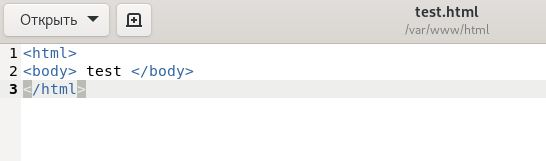 Открыть
test.html
/var/www/html
1 <html>
2 <body> test </body>
3 </html>